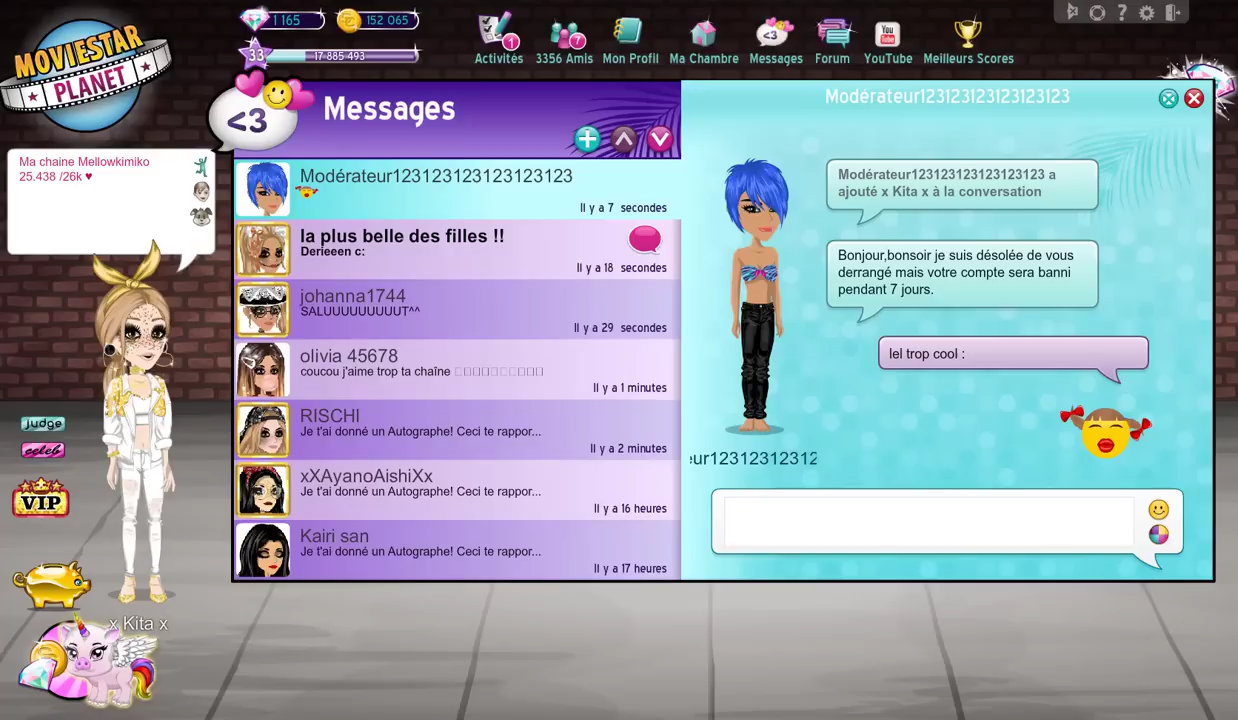 MOVIESTAR
PLANET
1 165
152 065
33
17 885 493
1
7
Activités
3356 Amis
Mon Profil
Ma Chambre
<3
Messages
Forum
You
Tube
YouTube
Meilleurs Scores
?
Ma chaine Mellowkimiko
25.438 /26k ♥
judge
celeb
VIP
x Kita x
<3
Messages
Modérateur123123123123123123
Il y a 7 secondes
la plus belle des filles !!
Derieeen c:
Il y a 18 secondes
johanna1744
SALUUUUUUUUUT^^
Il y a 29 secondes
olivia 45678
coucou j'aime trop ta chaîne
Il y a 1 minutes
RISCHI
Je t'ai donné un Autographe! Ceci te rappor...
Il y a 2 minutes
xXAyanoAishiXx
Je t'ai donné un Autographe! Ceci te rappor...
Il y a 16 heures
Kairi san
Je t'ai donné un Autographe! Ceci te rappor...
Il y a 17 heures
Modérateur123123123123123123
Modérateur123123123123123123 a
ajouté x Kita x à la conversation
Bonjour,bonsoir je suis désolée de vous
derrangé mais votre compte sera banni
pendant 7 jours.
lel trop cool :
eur12312312312